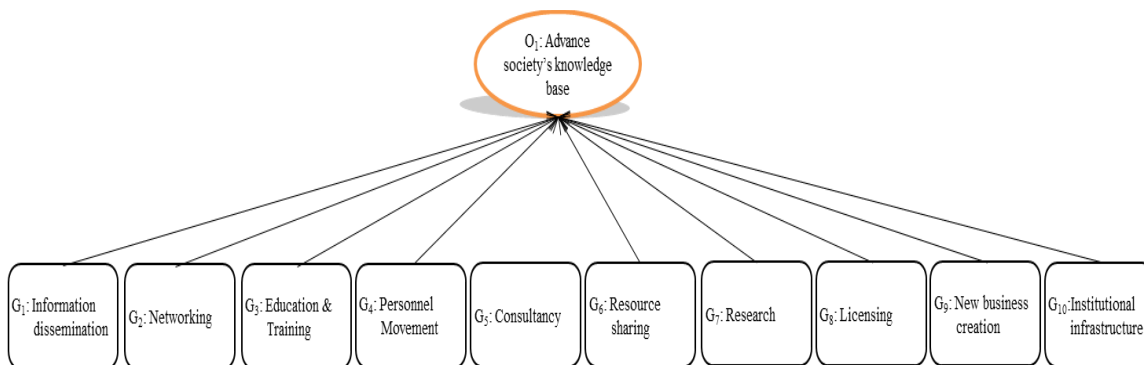 O₁: Advance
society's knowledge
base
G₁: Information
dissemination
G₂: Networking
G₃: Education &
Training
G₄: Personnel
Movement
G₅: Consultancy
G₆: Resource
sharing
G₇: Research
G₈: Licensing
G₉: New business
creation
G₁₀:Institutional
infrastructure